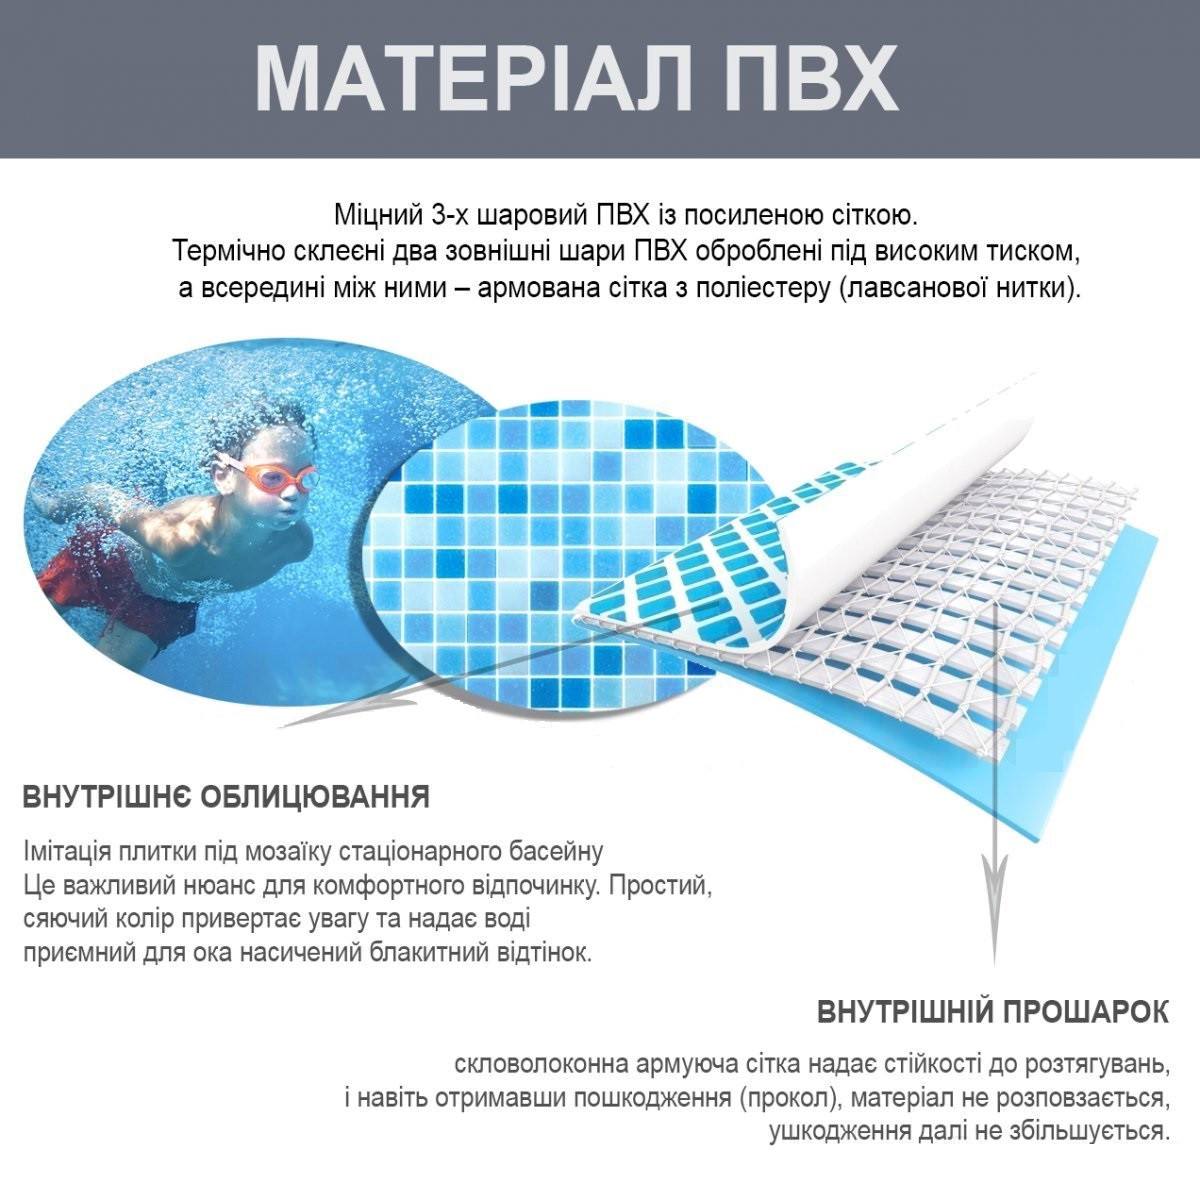 МАТЕРІАЛ ПВХ
Міцний 3-х шаровий ПВХ із посиленою сіткою.
Термічно склеєні два зовнішні шари ПВХ оброблені під високим тиском,
а всередині між ними – армована сітка з поліестеру (лавсанової нитки).
ВНУТРІШНЄ ОБЛИЦЮВАННЯ
Імітація плитки під мозаїку стаціонарного басейну
Це важливий нюанс для комфортного відпочинку. Простий,
сяючий колір привертає увагу та надає воді
приємний для ока насичений блакитний відтінок.
ВНУТРІШНІЙ ПРОШАРОК
скловолоконна армуюча сітка надає стійкості до розтягувань,
і навіть отримавши пошкодження (прокол), матеріал не розповзається,
ушкодження далі не збільшується.